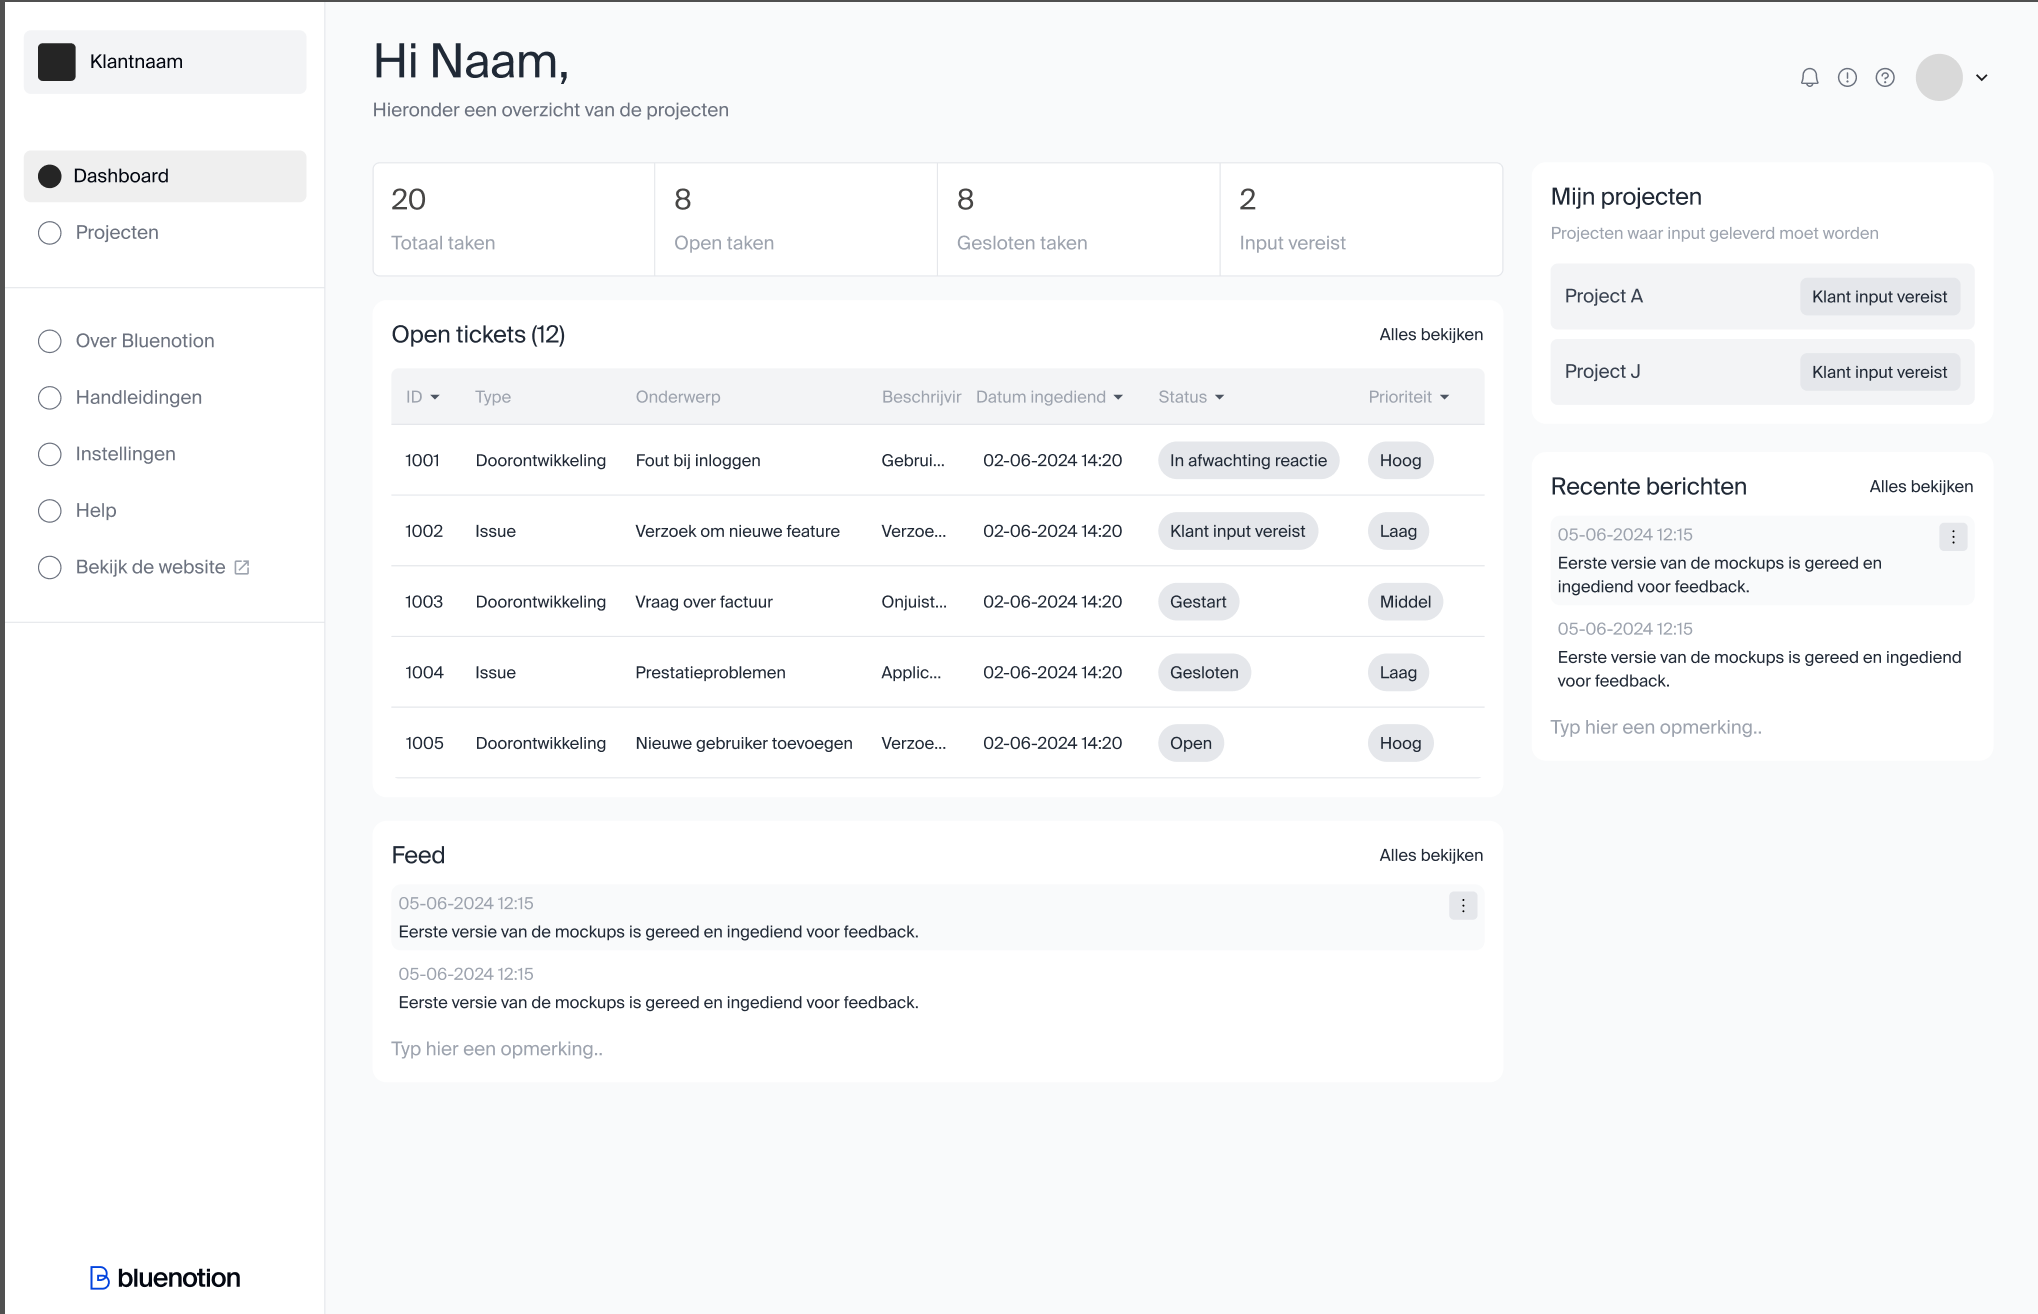 Klantnaam
Dashboard
Projecten
Over Bluenotion
Handleidingen
Instellingen
Help
Bekijk de website
bluenotion
Hi Naam,
Hieronder een overzicht van de projecten
20
Totaal taken
8
Open taken
8
Gesloten taken
2
Input vereist
Open tickets (12)
Alles bekijken
ID Type Onderwerp Beschrijvir Datum ingediend Status Prioriteit
1001 Doorontwikkeling Fout bij inloggen Gebrui... 02-06-2024 14:20 In afwachting reactie Hoog
1002 Issue Verzoek om nieuwe feature Verzoe... 02-06-2024 14:20 Klant input vereist Laag
1003 Doorontwikkeling Vraag over factuur Onjuist... 02-06-2024 14:20 Gestart Middel
1004 Issue Prestatieproblemen Applic... 02-06-2024 14:20 Gesloten Laag
1005 Doorontwikkeling Nieuwe gebruiker toevoegen Verzoe... 02-06-2024 14:20 Open Hoog
Feed
Alles bekijken
05-06-2024 12:15
Eerste versie van de mockups is gereed en ingediend voor feedback.
05-06-2024 12:15
Eerste versie van de mockups is gereed en ingediend voor feedback.
Typ hier een opmerking..
Mijn projecten
Projecten waar input geleverd moet worden
Project A Klant input vereist
Project J Klant input vereist
Recente berichten
Alles bekijken
05-06-2024 12:15
Eerste versie van de mockups is gereed en
ingediend voor feedback.
05-06-2024 12:15
Eerste versie van de mockups is gereed en ingediend
voor feedback.
Typ hier een opmerking..